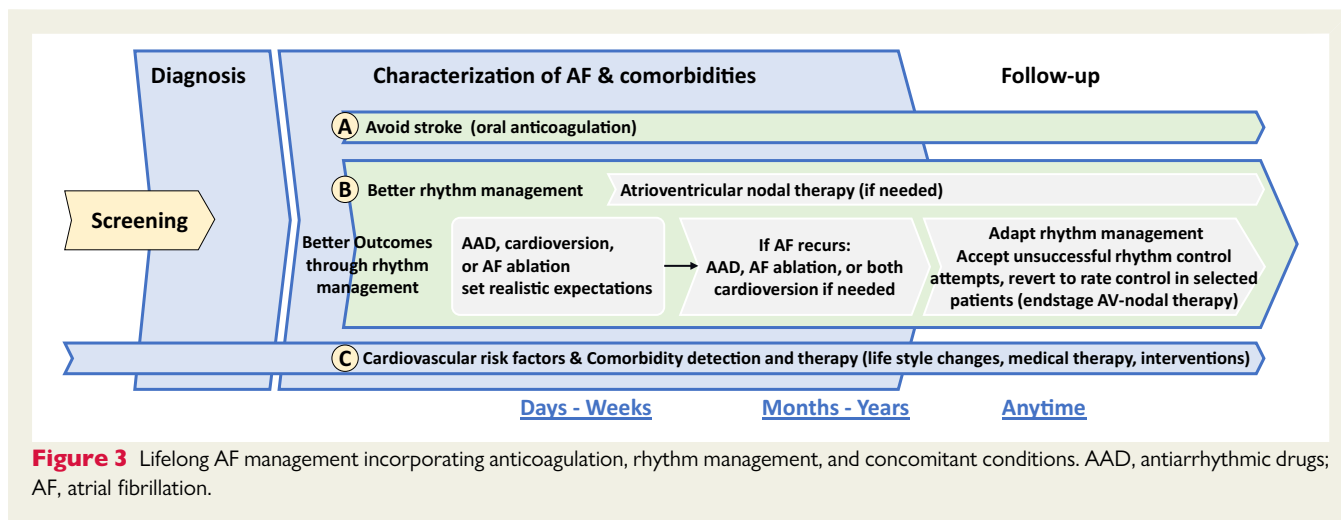 Diagnosis
Characterization of AF & comorbidities
Follow-up
A Avoid stroke (oral anticoagulation)
B Better rhythm management
Atrioventricular nodal therapy (if needed)
Screening
Better Outcomes
through rhythm
management
AAD, cardioversion,
or AF ablation
set realistic expectations
If AF recurs:
AAD, AF ablation, or both
cardioversion if needed
Adapt rhythm management
Accept unsuccessful rhythm control
attempts, revert to rate control in selected
patients (endstage AV-nodal therapy)
C Cardiovascular risk factors & Comorbidity detection and therapy (life style changes, medical therapy, interventions)
Days - Weeks
Months - Years
Anytime
Figure 3 Lifelong AF management incorporating anticoagulation, rhythm management, and concomitant conditions. AAD, antiarrhythmic drugs;
AF, atrial fibrillation.